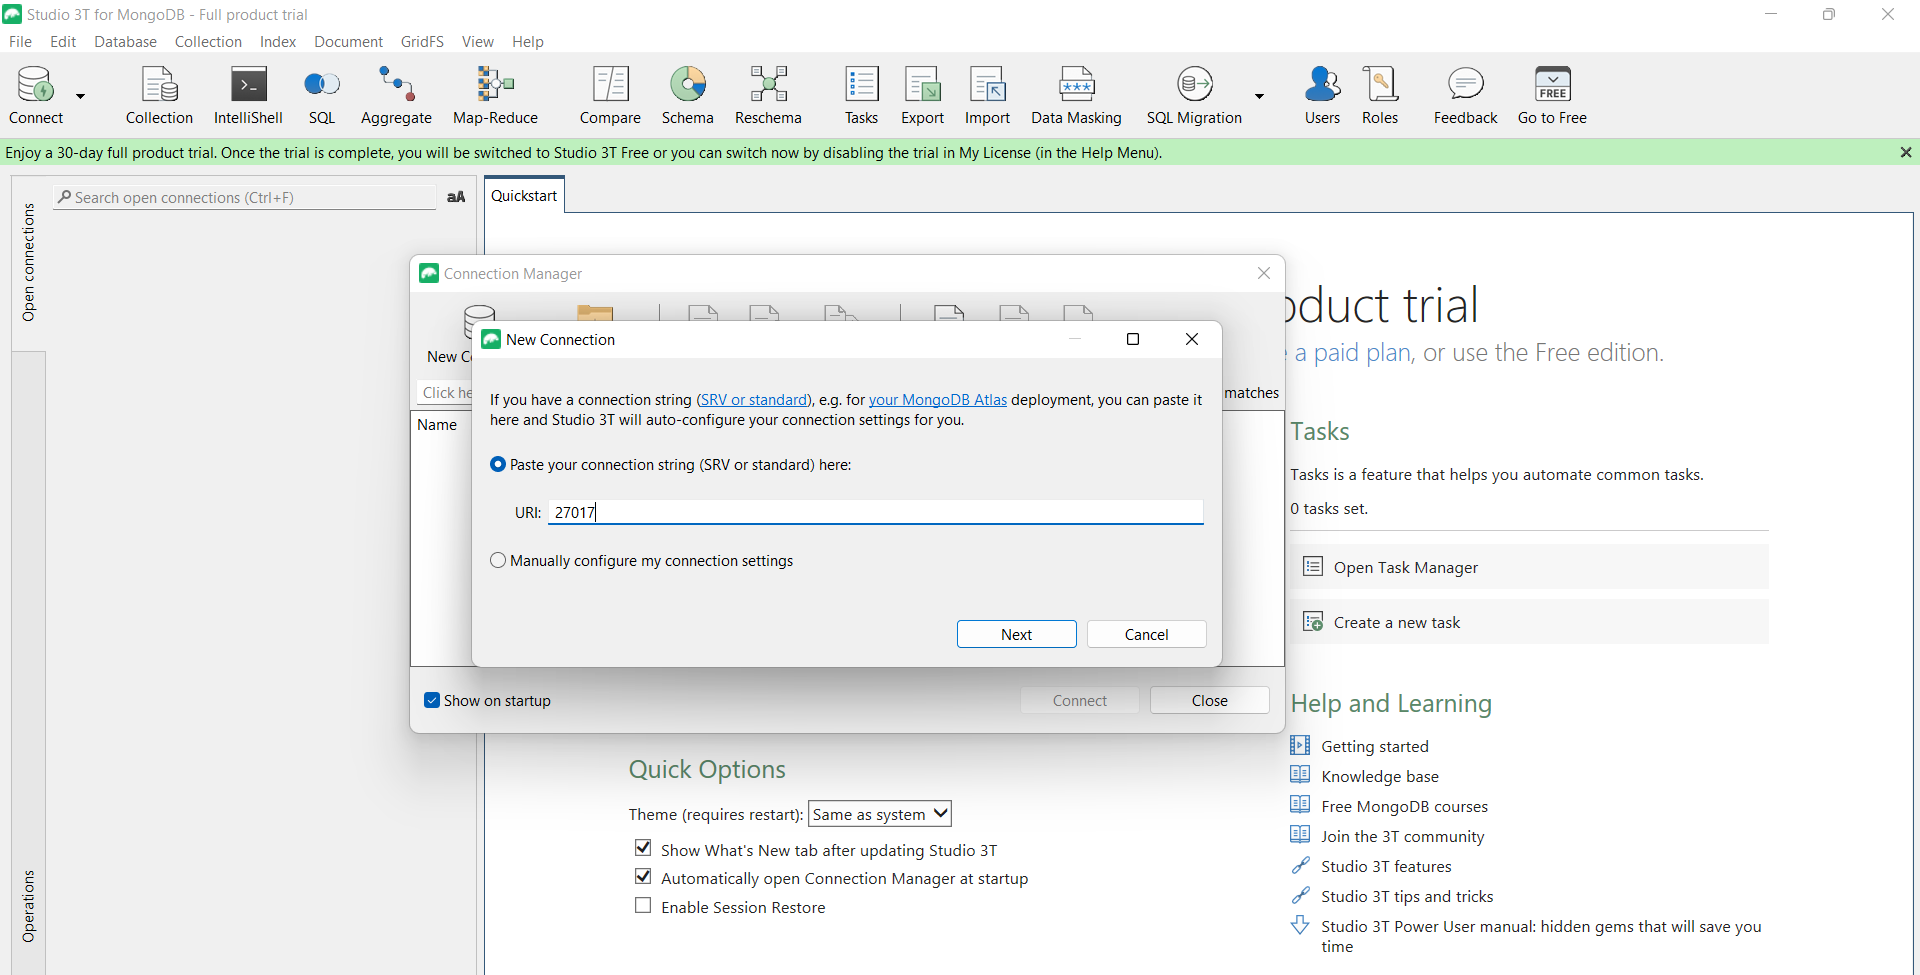 Studio 3T for MongoDB - Full product trial
File Edit Database Collection Index Document GridFS View Help
Connect Collection IntelliShell SQL Aggregate Map-Reduce Compare Schema Reschema Tasks Export Import Data Masking SQL Migration Users Roles Feedback FREE Go to Free
Enjoy a 30-day full product trial. Once the trial is complete, you will be switched to Studio 3T Free or you can switch now by disabling the trial in My License (in the Help Menu).
Open connections
Search open connections (Ctrl+F) aA
Quickstart
Connection Manager
oduct trial
a paid plan, or use the Free edition.
New C
Click he
matches
Name
New Connection
If you have a connection string (SRV or standard), e.g. for your MongoDB Atlas deployment, you can paste it
here and Studio 3T will auto-configure your connection settings for you.
Paste your connection string (SRV or standard) here:
URI: 27017
Manually configure my connection settings
Next Cancel
Show on startup
Connect Close
Tasks
Tasks is a feature that helps you automate common tasks.
0 tasks set.
Open Task Manager
Create a new task
Help and Learning
Getting started
Knowledge base
Free MongoDB courses
Join the 3T community
Studio 3T features
Studio 3T tips and tricks
Studio 3T Power User manual: hidden gems that will save you
time
Quick Options
Theme (requires restart): Same as system
Show What's New tab after updating Studio 3T
Automatically open Connection Manager at startup
Enable Session Restore
Operations